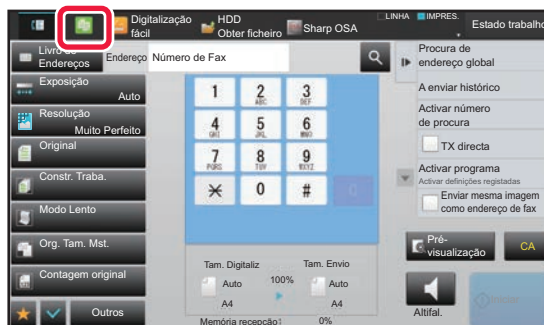 Digitalização
fácil
HDD
Obter ficheiro
Sharp OSA
LINHA
IMPRES.
Estado trabalho
Livro de
Endereços
Endereço
Número de Fax
Procura de
endereço global
Exposição
Auto
A enviar histórico
Resolução
Muito Perfeito
Activar número
de procura
Original
TX directa
Constr. Traba.
Activar programa
Activar definições registadas
Modo Lento
Enviar mesma imagem
como endereço de fax
Org. Tam. Mst.
Pré-
visualização
CA
Contagem original
Outros
1
2 ABC
3 DEF
4 GHI
5 JKL
6 MNO
7 PQRS
8 TUV
9 WXYZ
0
#
C
Tam. Digitaliz
Tam. Envio
Auto
100%
Auto
A4
A4
Memória recepção:
0%
Altifal.